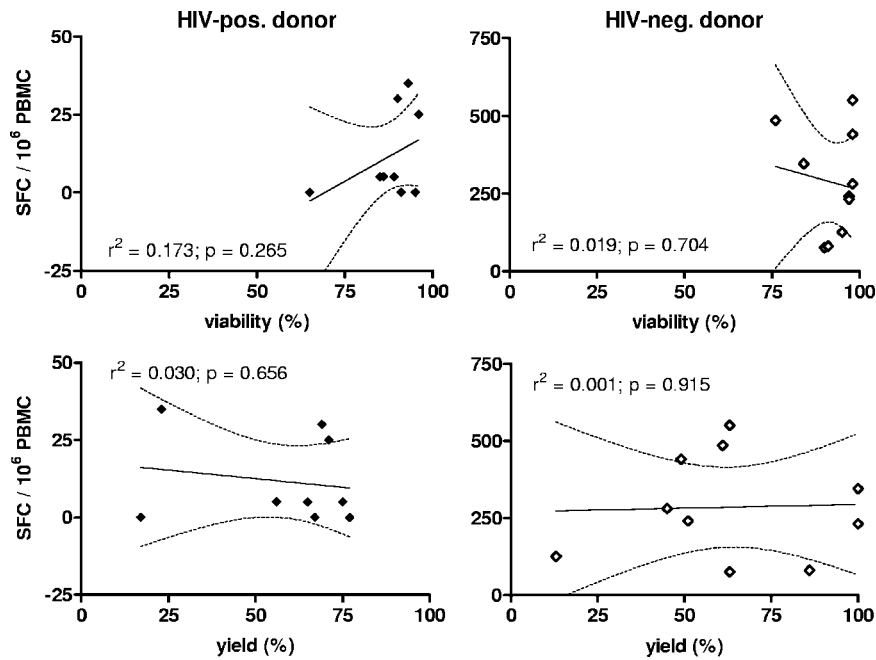 HIV-pos. donor
HIV-neg. donor
SFC / 10⁶ PBMC
50
25
0
-25
r² = 0.173; p = 0.265
0 25 50 75 100
viability (%)
750
500
250
0
r² = 0.019; p = 0.704
0 25 50 75 100
viability (%)
SFC / 10⁶ PBMC
50
25
0
-25
r² = 0.030; p = 0.656
0 25 50 75 100
yield (%)
750
500
250
0
r² = 0.001; p = 0.915
0 25 50 75 100
yield (%)